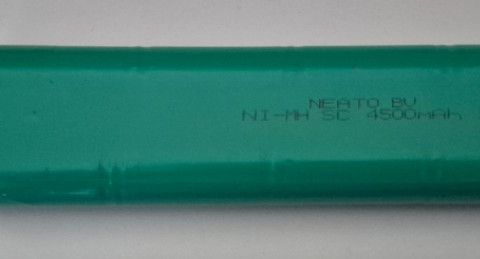 NEATO 8V
NI-MH SC 4500mAh